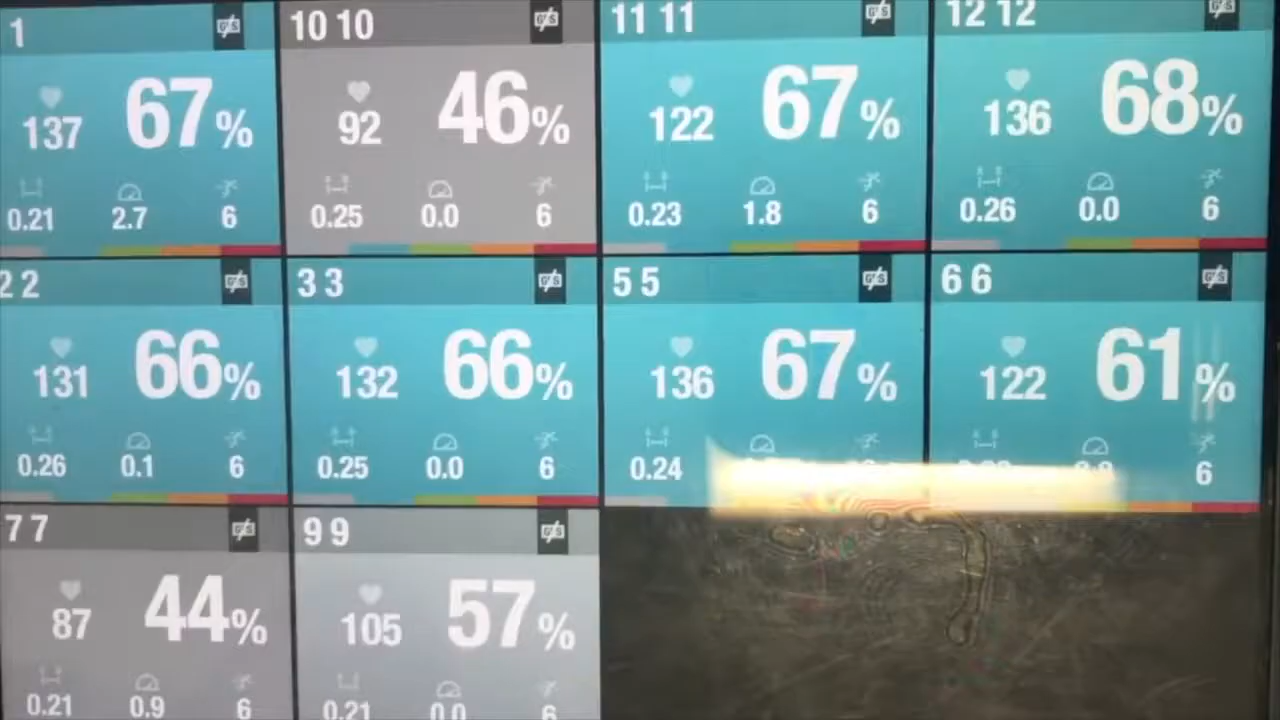 1
137 67%
0.21 2.7 6
10 10
92 46%
0.25 0.0 6
11 11
122 67%
0.23 1.8 6
12 12
136 68%
0.26 0.0 6
2 2
131 66%
0.26 0.1 6
3 3
132 66%
0.25 0.0 6
5 5
136 67%
0.24
6 6
122 61%
6
7 7
87 44%
0.21 0.9 6
9 9
105 57%
0.21 0.0 6